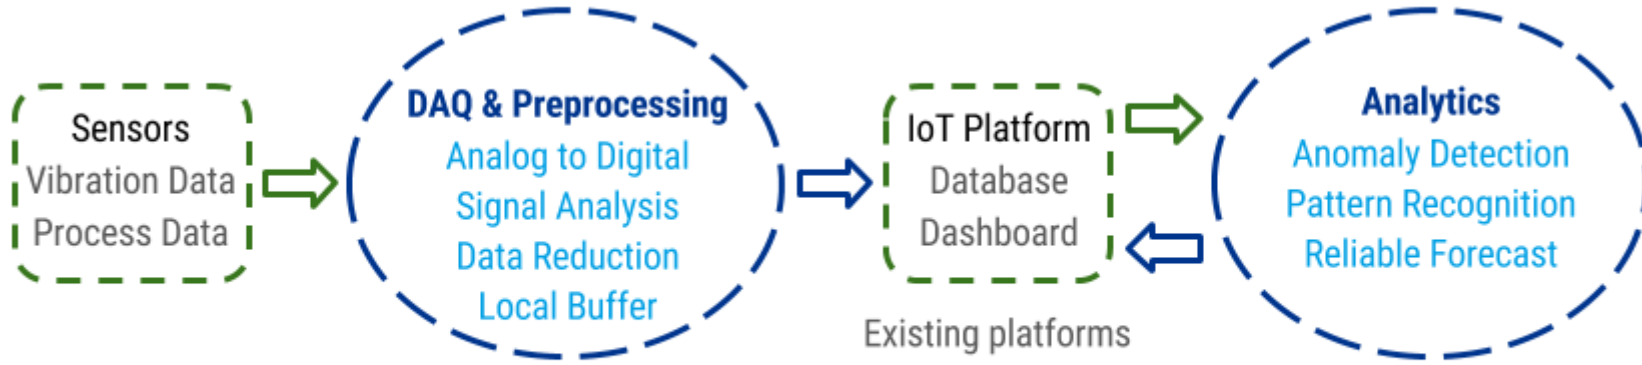 Sensors
Vibration Data
Process Data
DAQ & Preprocessing
Analog to Digital
Signal Analysis
Data Reduction
Local Buffer
IoT Platform
Database
Dashboard
Existing platforms
Analytics
Anomaly Detection
Pattern Recognition
Reliable Forecast